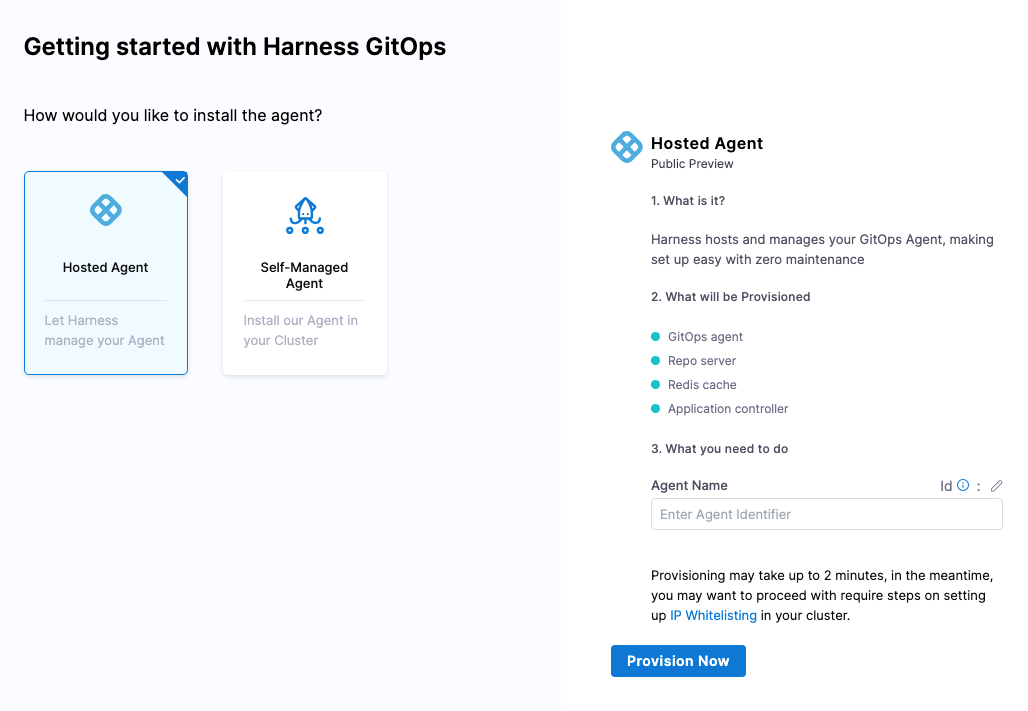 Getting started with Harness GitOps
How would you like to install the agent?
Hosted Agent
Let Harness
manage your Agent
Self-Managed
Agent
Install our Agent in
your Cluster
Hosted Agent
Public Preview
1. What is it?
Harness hosts and manages your GitOps Agent, making
set up easy with zero maintenance
2. What will be Provisioned
GitOps agent
Repo server
Redis cache
Application controller
3. What you need to do
Agent Name
Id :
Enter Agent Identifier
Provisioning may take up to 2 minutes, in the meantime,
you may want to proceed with require steps on setting
up IP Whitelisting in your cluster.
Provision Now